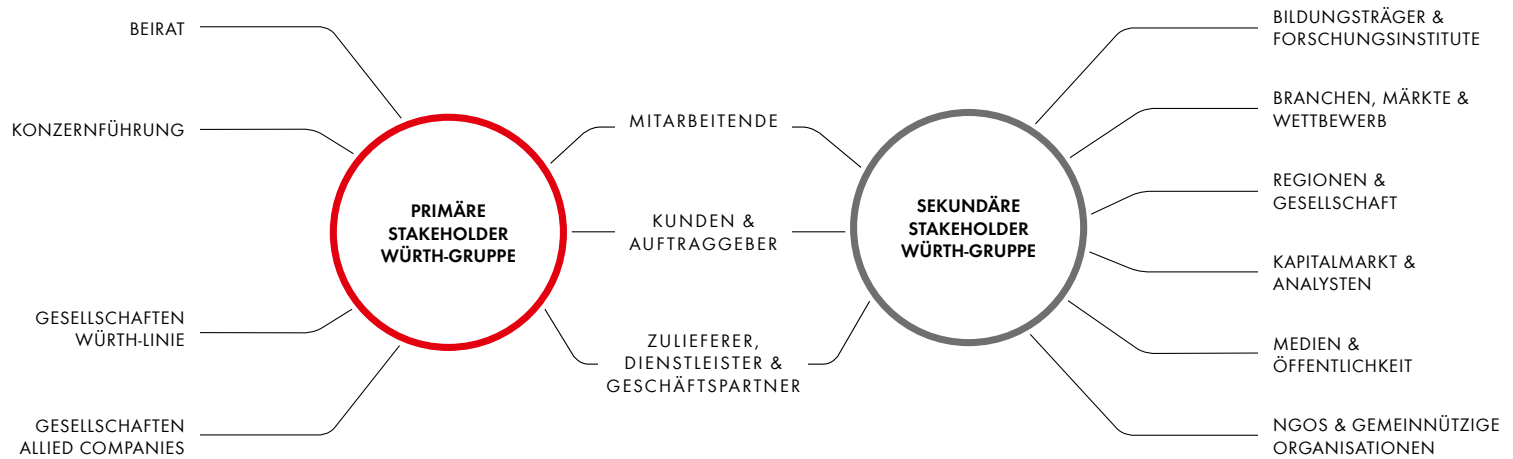 BEIRAT
KONZERNFÜHRUNG
GESELLSCHAFTEN
WÜRTH-LINIE
GESELLSCHAFTEN
ALLIED COMPANIES
PRIMÄRE
STAKEHOLDER
WÜRTH-GRUPPE
MITARBEITENDE
KUNDEN &
AUFTRAGGEBER
ZULIEFERER,
DIENSTLEISTER &
GESCHÄFTSPARTNER
SEKUNDÄRE
STAKEHOLDER
WÜRTH-GRUPPE
BILDUNGSTRÄGER &
FORSCHUNGSINSTITUTE
BRANCHEN, MÄRKTE &
WETTBEWERB
REGIONEN &
GESELLSCHAFT
KAPITALMARKT &
ANALYSTEN
MEDIEN &
ÖFFENTLICHKEIT
NGOS & GEMEINNÜTZIGE
ORGANISATIONEN